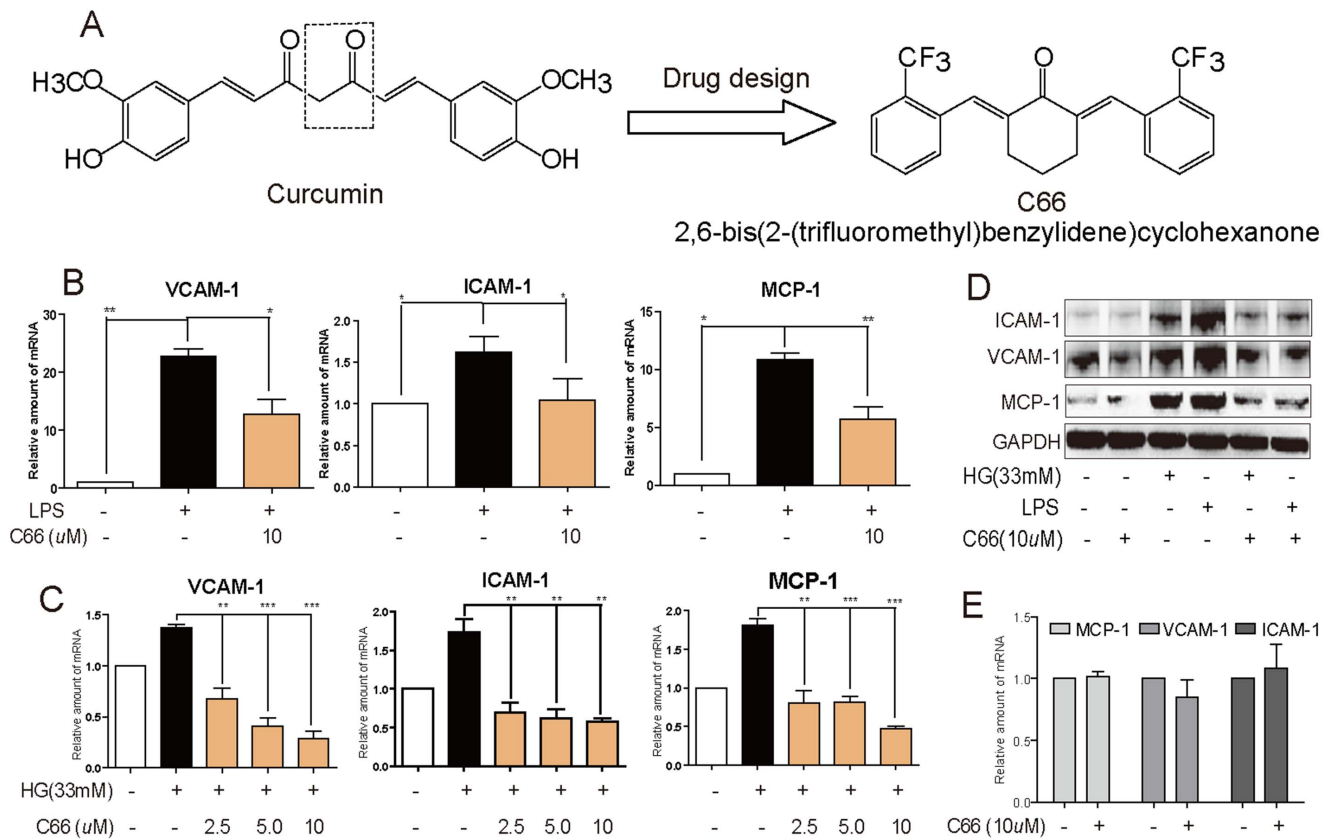 A
O O
H3CO OCH3
HO OH
Curcumin
Drug design
CF3 O CF3
C66
2,6-bis(2-(trifluoromethyl)benzylidene)cyclohexanone
B
VCAM-1
Relative amount of mRNA
30
20
10
0
** *
LPS - + +
C66 (uM) - - 10
ICAM-1
Relative amount of mRNA
2.0
1.5
1.0
0.5
0.0
* *
- + +
- - 10
MCP-1
Relative amount of mRNA
15
10
5
0
* **
- + +
- - 10
C
VCAM-1
Relative amount of mRNA
1.5
1.0
0.5
0.0
** *** ***
HG(33mM) - + + + +
C66 (uM) - - 2.5 5.0 10
ICAM-1
Relative amount of mRNA
2.0
1.5
1.0
0.5
0.0
** ** **
- + + + +
- - 2.5 5.0 10
MCP-1
Relative amount of mRNA
2.0
1.5
1.0
0.5
0.0
** *** ***
- + + + +
- - 2.5 5.0 10
D
ICAM-1
VCAM-1
MCP-1
GAPDH
HG(33mM) - - + - + -
LPS - - - + - +
C66(10uM) - + - - + +
E
MCP-1 VCAM-1 ICAM-1
Relative amount of mRNA
1.5
1.0
0.5
0.0
C66 (10uM) - + - + - +